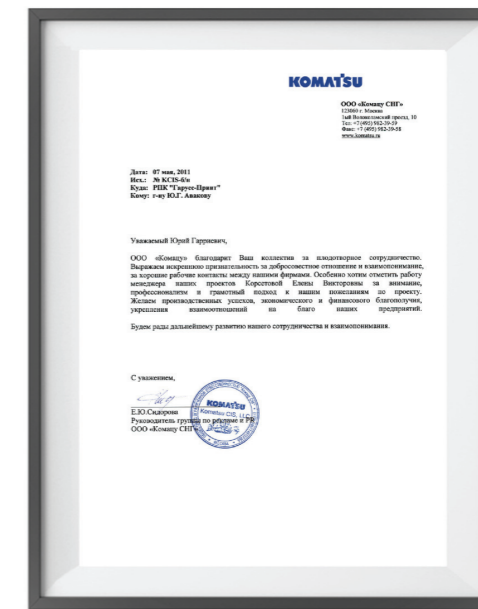 KOMATSU
ООО «Комацу СНГ»
123060 г. Москва
1ый Волоколамский проезд, 10
Тел. +7 (495) 982-39-59
Факс: +7 (495) 982-39-58
www.komatsu.ru
Дата: 07 мая, 2011
Исх.: № KCIS-б/н
Куда: РПК "Гарусс-Принт"
Кому: г-ну Ю.Г. Авакову
Уважаемый Юрий Гарриевич,
ООО «Комацу» благодарит Ваш коллектив за плодотворное сотрудничество.
Выражаем искреннюю признательность за добросовестное отношение и взаимопонимание,
за хорошие рабочие контакты между нашими фирмами. Особенно хотим отметить работу
менеджера наших проектов Корсетовой Елены Викторовны за внимание,
профессионализм и грамотный подход к нашим пожеланиям по проекту.
Желаем производственных успехов, экономического и финансового благополучия,
укрепления взаимоотношений на благо наших предприятий.
Будем рады дальнейшему развитию нашего сотрудничества и взаимопонимания.
С уважением,
Е.Ю.Сидорова
Руководитель группы по рекламе и PR
ООО «Комацу СНГ»
KOMATSU
Komatsu CIS, LLC